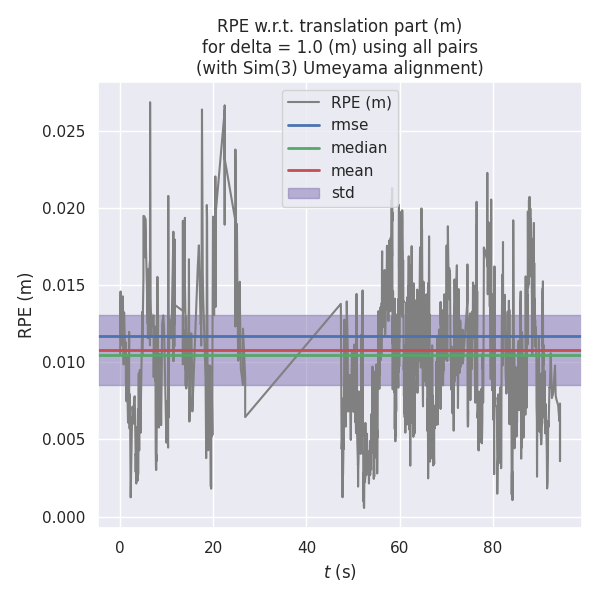 RPE w.r.t. translation part (m)
for delta = 1.0 (m) using all pairs
(with Sim(3) Umeyama alignment)
RPE (m)
rmse
median
mean
std
0.025
0.020
0.015
0.010
0.005
0.000
RPE (m)
0 20 40 60 80
t (s)